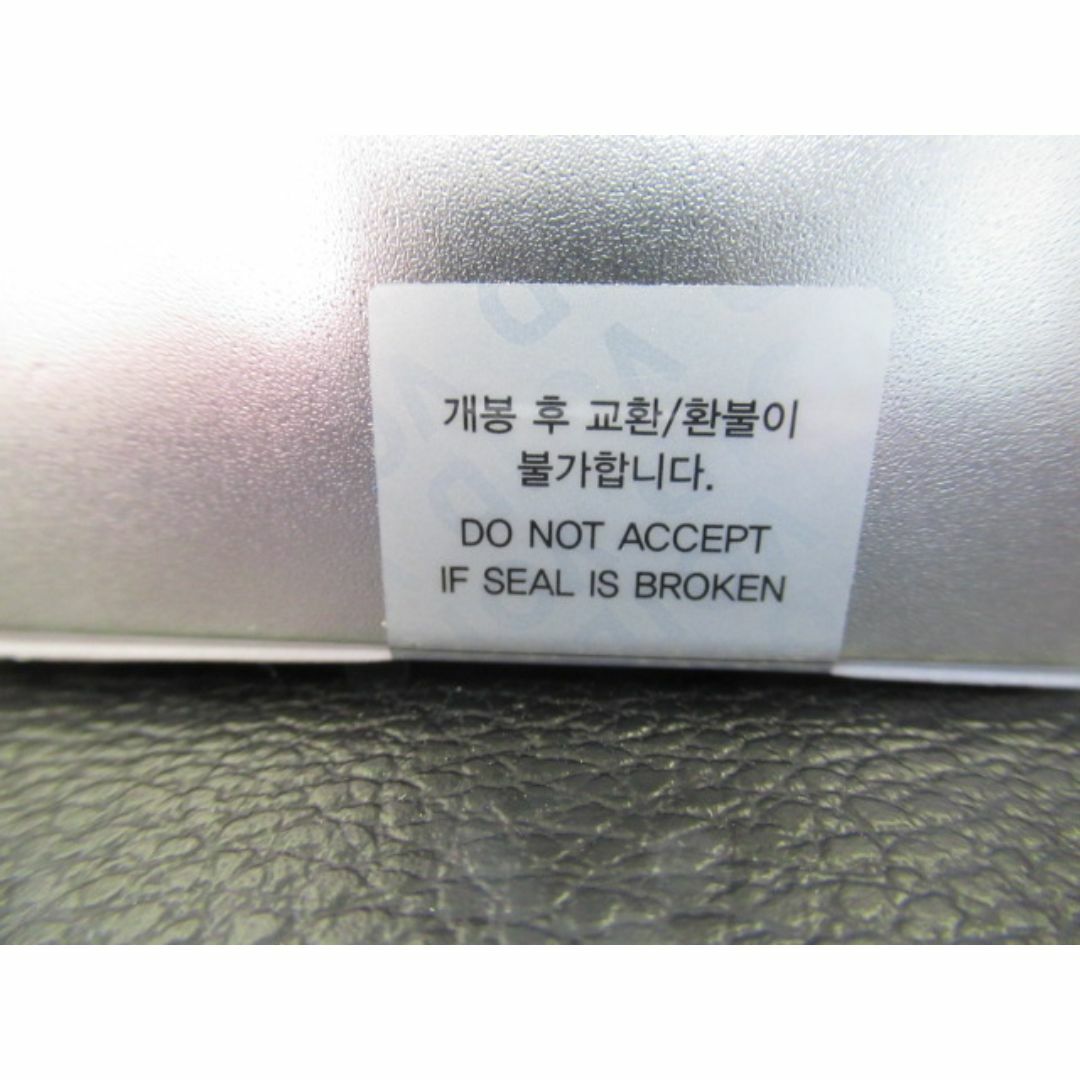 개봉 후 교환/환불이
불가합니다.
DO NOT ACCEPT
IF SEAL IS BROKEN